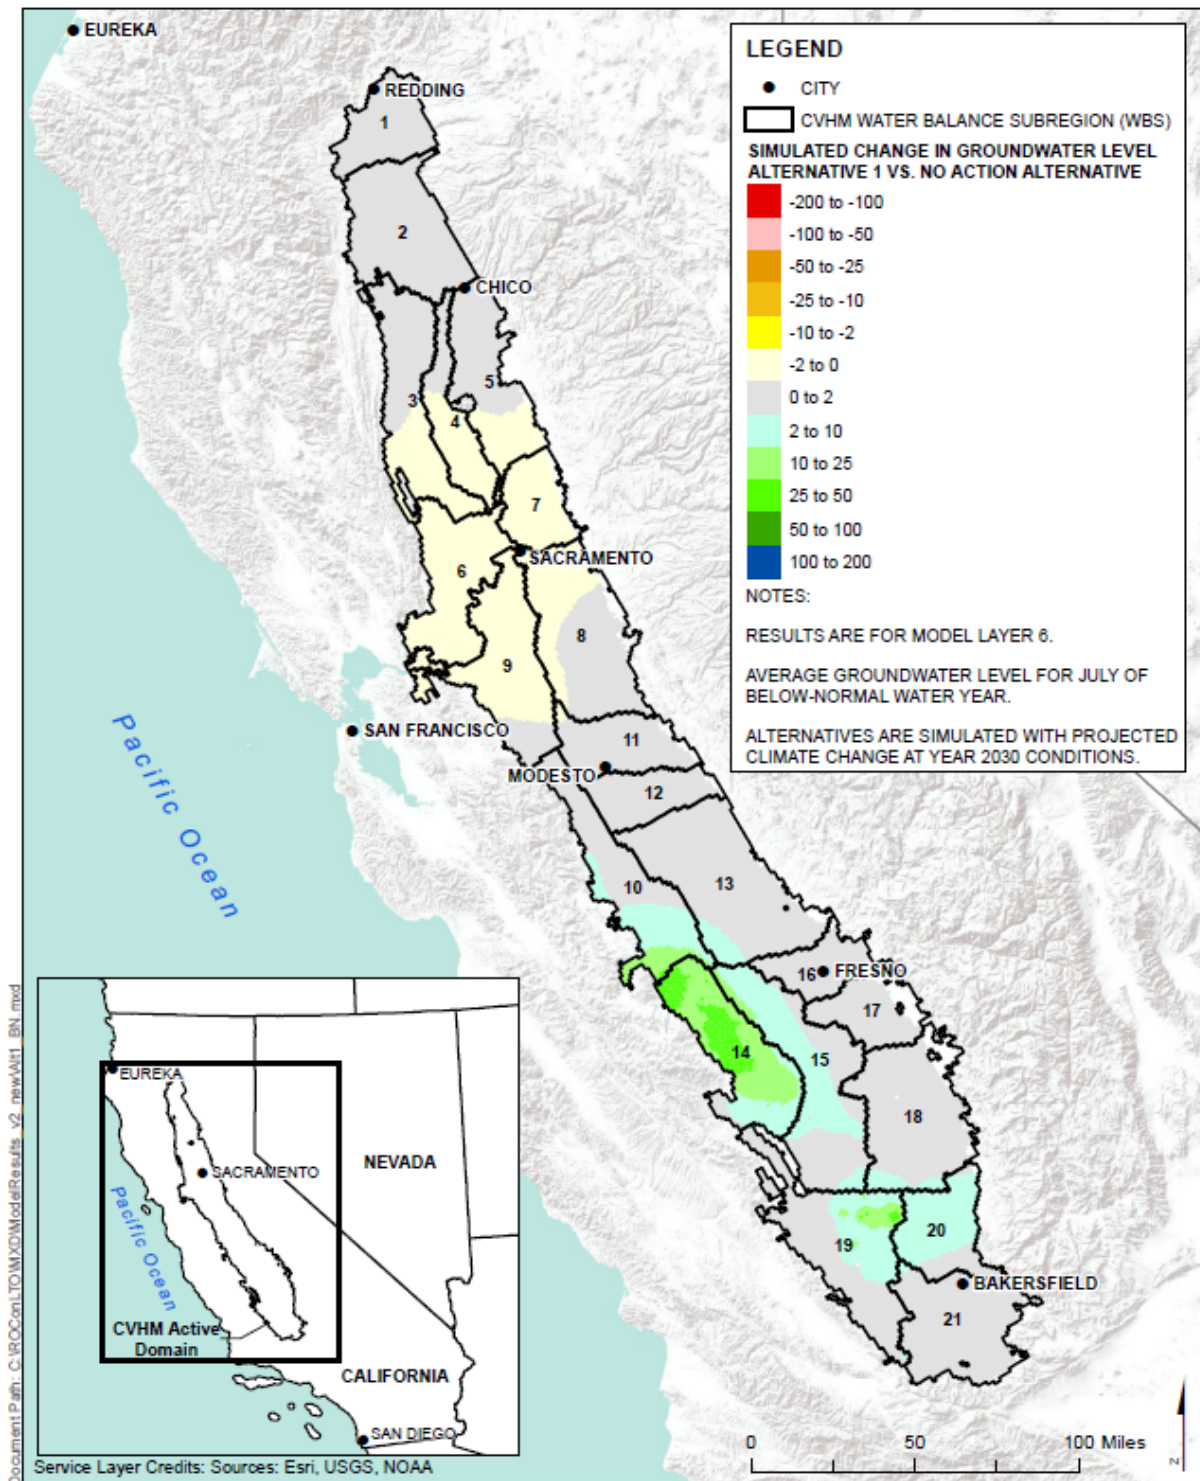 EUREKA
REDDING
1
2
CHICO
3
4
5
6
7
SACRAMENTO
8
9
SAN FRANCISCO
11
MODESTO
12
10
13
16
FRESNO
17
14
15
18
19
20
BAKERSFIELD
21
Pacific Ocean
LEGEND
CITY
CVHM WATER BALANCE SUBREGION (WBS)
SIMULATED CHANGE IN GROUNDWATER LEVEL
ALTERNATIVE 1 VS. NO ACTION ALTERNATIVE
-200 to -100
-100 to -50
-50 to -25
-25 to -10
-10 to -2
-2 to 0
0 to 2
2 to 10
10 to 25
25 to 50
50 to 100
100 to 200
NOTES:
RESULTS ARE FOR MODEL LAYER 6.
AVERAGE GROUNDWATER LEVEL FOR JULY OF
BELOW-NORMAL WATER YEAR.
ALTERNATIVES ARE SIMULATED WITH PROJECTED
CLIMATE CHANGE AT YEAR 2030 CONDITIONS.
EUREKA
SACRAMENTO
NEVADA
Pacific Ocean
CVHM Active
Domain
CALIFORNIA
SAN DIEGO
0 50 100 Miles
Z
Service Layer Credits: Sources: Esri, USGS, NOAA